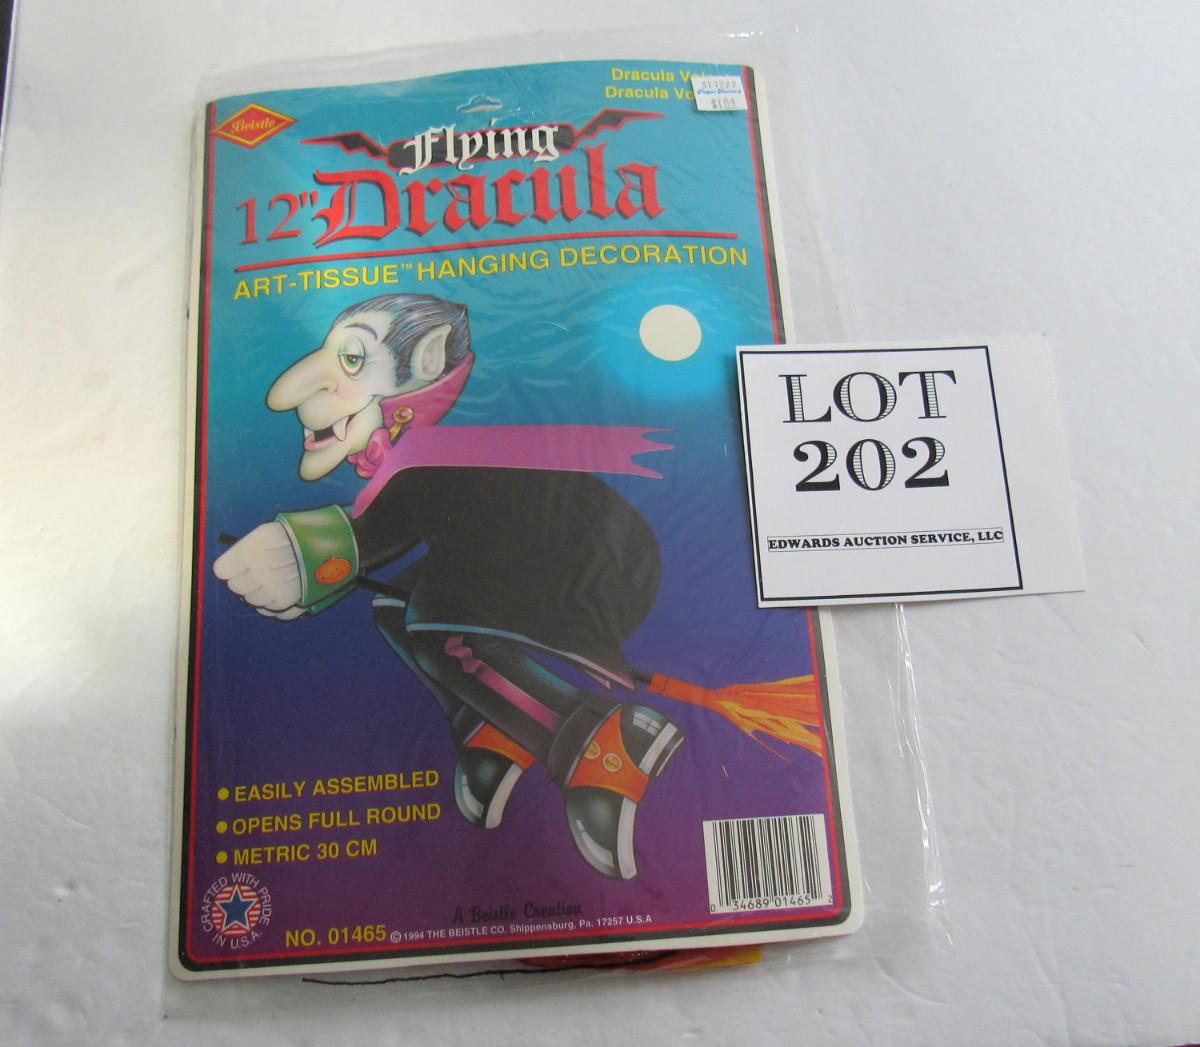 Dracula
Dracula
317222
Beistle
Flying
12" Dracula
ART-TISSUE™ HANGING DECORATION
LOT
202
EDWARDS AUCTION SERVICE, LLC
• EASILY ASSEMBLED
• OPENS FULL ROUND
• METRIC 30 CM
CRAFTED WITH PRIDE
IN U.S.A.
A Beistle Creation
NO. 01465 © 1994 THE BEISTLE CO. Shippensburg, Pa. 17257 U.S.A
0 34689 01465 2